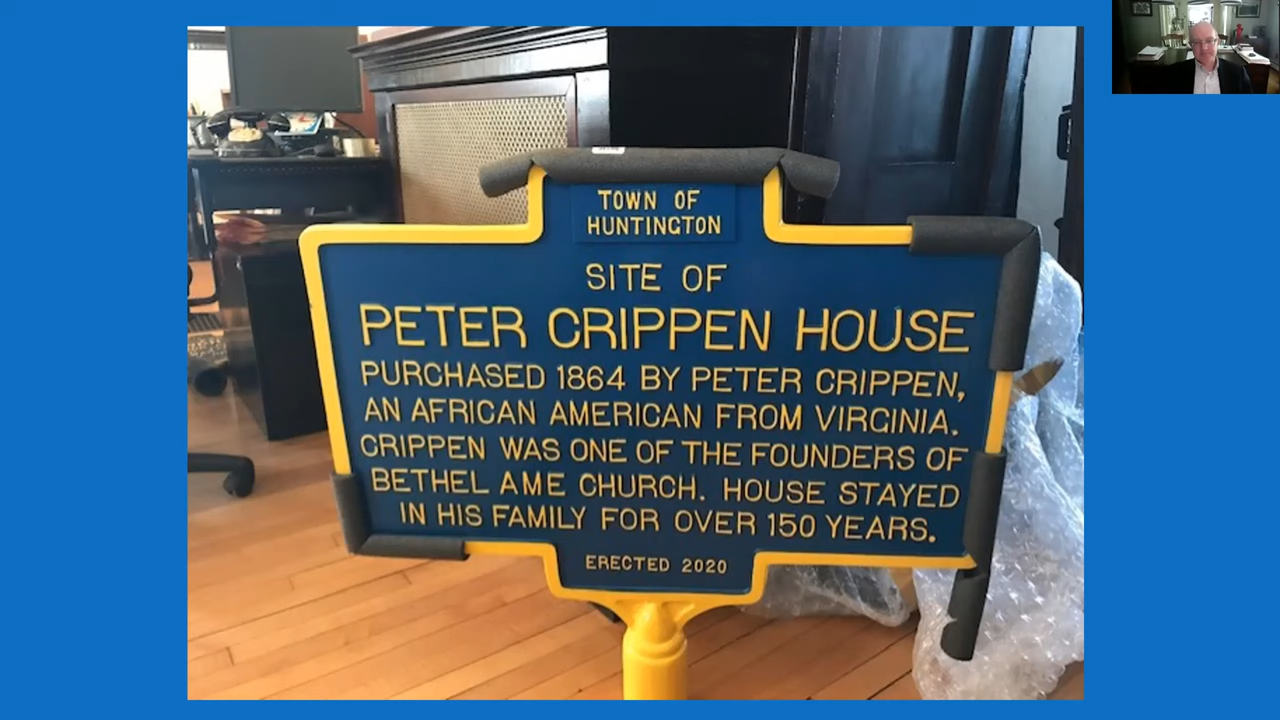 TOWN OF
HUNTINGTON
SITE OF
PETER CRIPPEN HOUSE
PURCHASED 1864 BY PETER CRIPPEN,
AN AFRICAN AMERICAN FROM VIRGINIA.
CRIPPEN WAS ONE OF THE FOUNDERS OF
BETHEL AME CHURCH. HOUSE STAYED
IN HIS FAMILY FOR OVER 150 YEARS.
ERECTED 2020